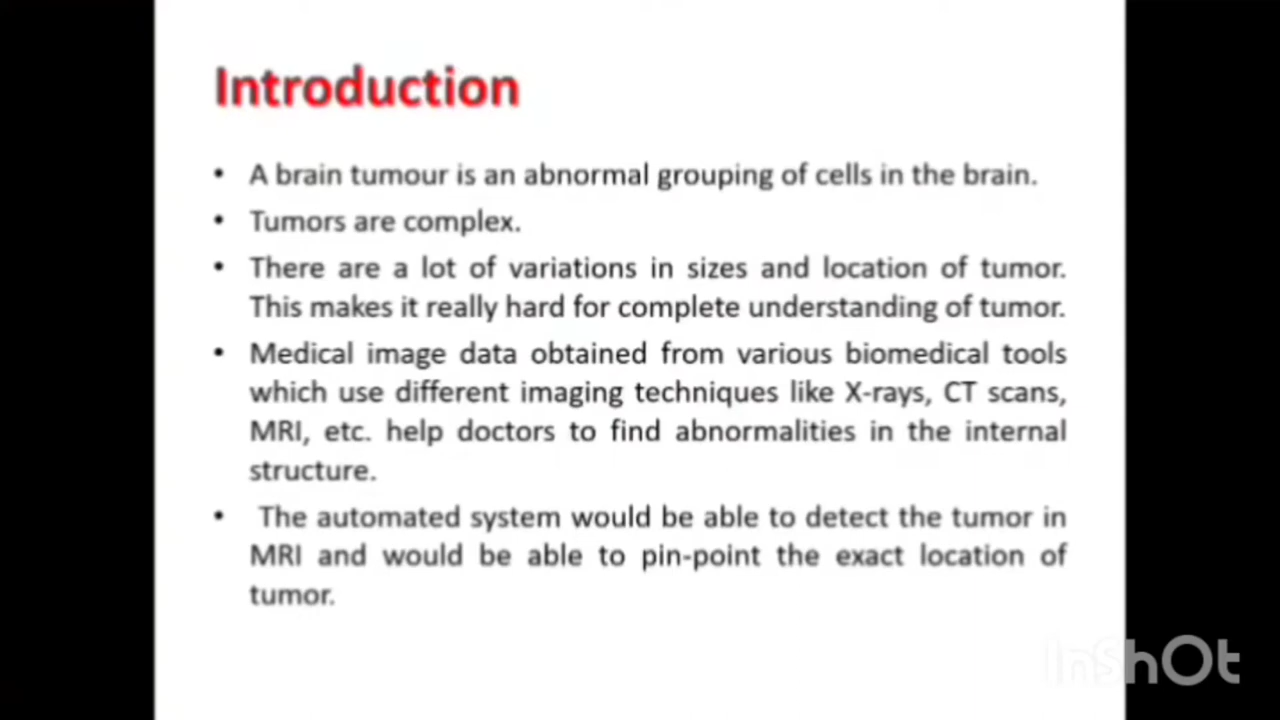 Introduction
• A brain tumour is an abnormal grouping of cells in the brain.
• Tumors are complex.
• There are a lot of variations in sizes and location of tumor.
This makes it really hard for complete understanding of tumor.
• Medical image data obtained from various biomedical tools
which use different imaging techniques like X-rays, CT scans,
MRI, etc. help doctors to find abnormalities in the internal
structure.
• The automated system would be able to detect the tumor in
MRI and would be able to pin-point the exact location of
tumor.
InShOt